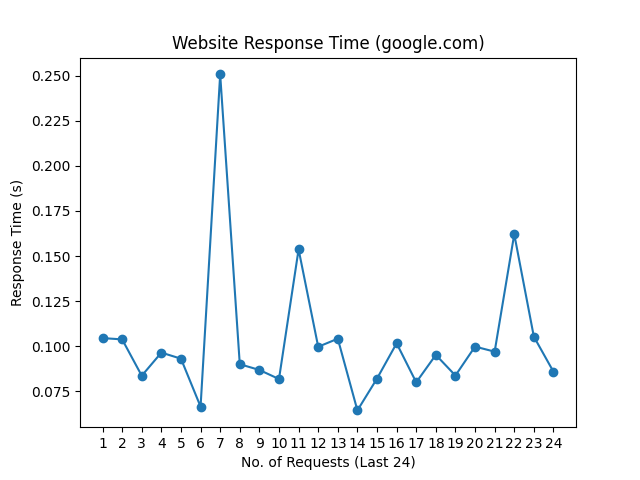 Website Response Time (google.com)
0.250
0.225
0.200
0.175
0.150
0.125
0.100
0.075
Response Time (s)
1 2 3 4 5 6 7 8 9 10 11 12 13 14 15 16 17 18 19 20 21 22 23 24
No. of Requests (Last 24)